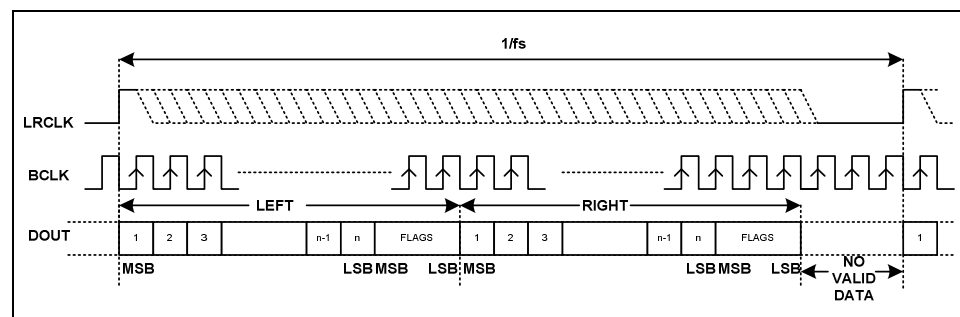 1/fs
LRCLK
BCLK
LEFT RIGHT
DOUT 1 2 3 n-1 n FLAGS 1 2 3 n-1 n FLAGS 1
MSB LSB MSB LSB MSB LSB MSB LSB NO
VALID
DATA